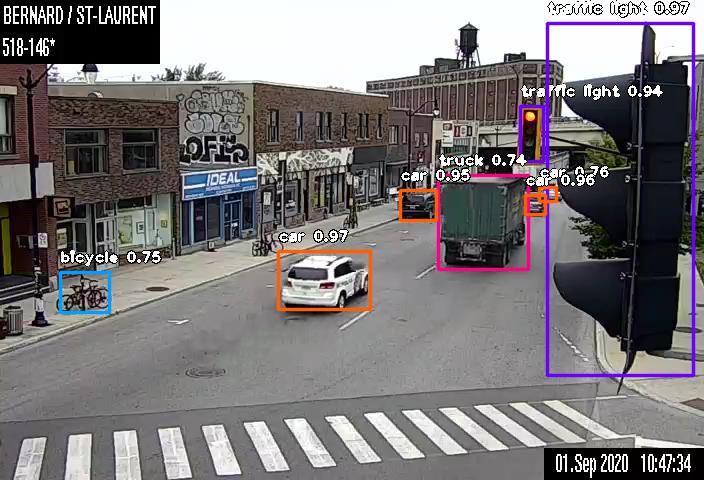 BERNARD / ST-LAURENT
518-146*
traffic light 0.97
traffic light 0.94
truck 0.74
car 0.95
car 0.76
car 0.96
IDEAL
car 0.97
bicycle 0.75
01.Sep 2020 10:47:34